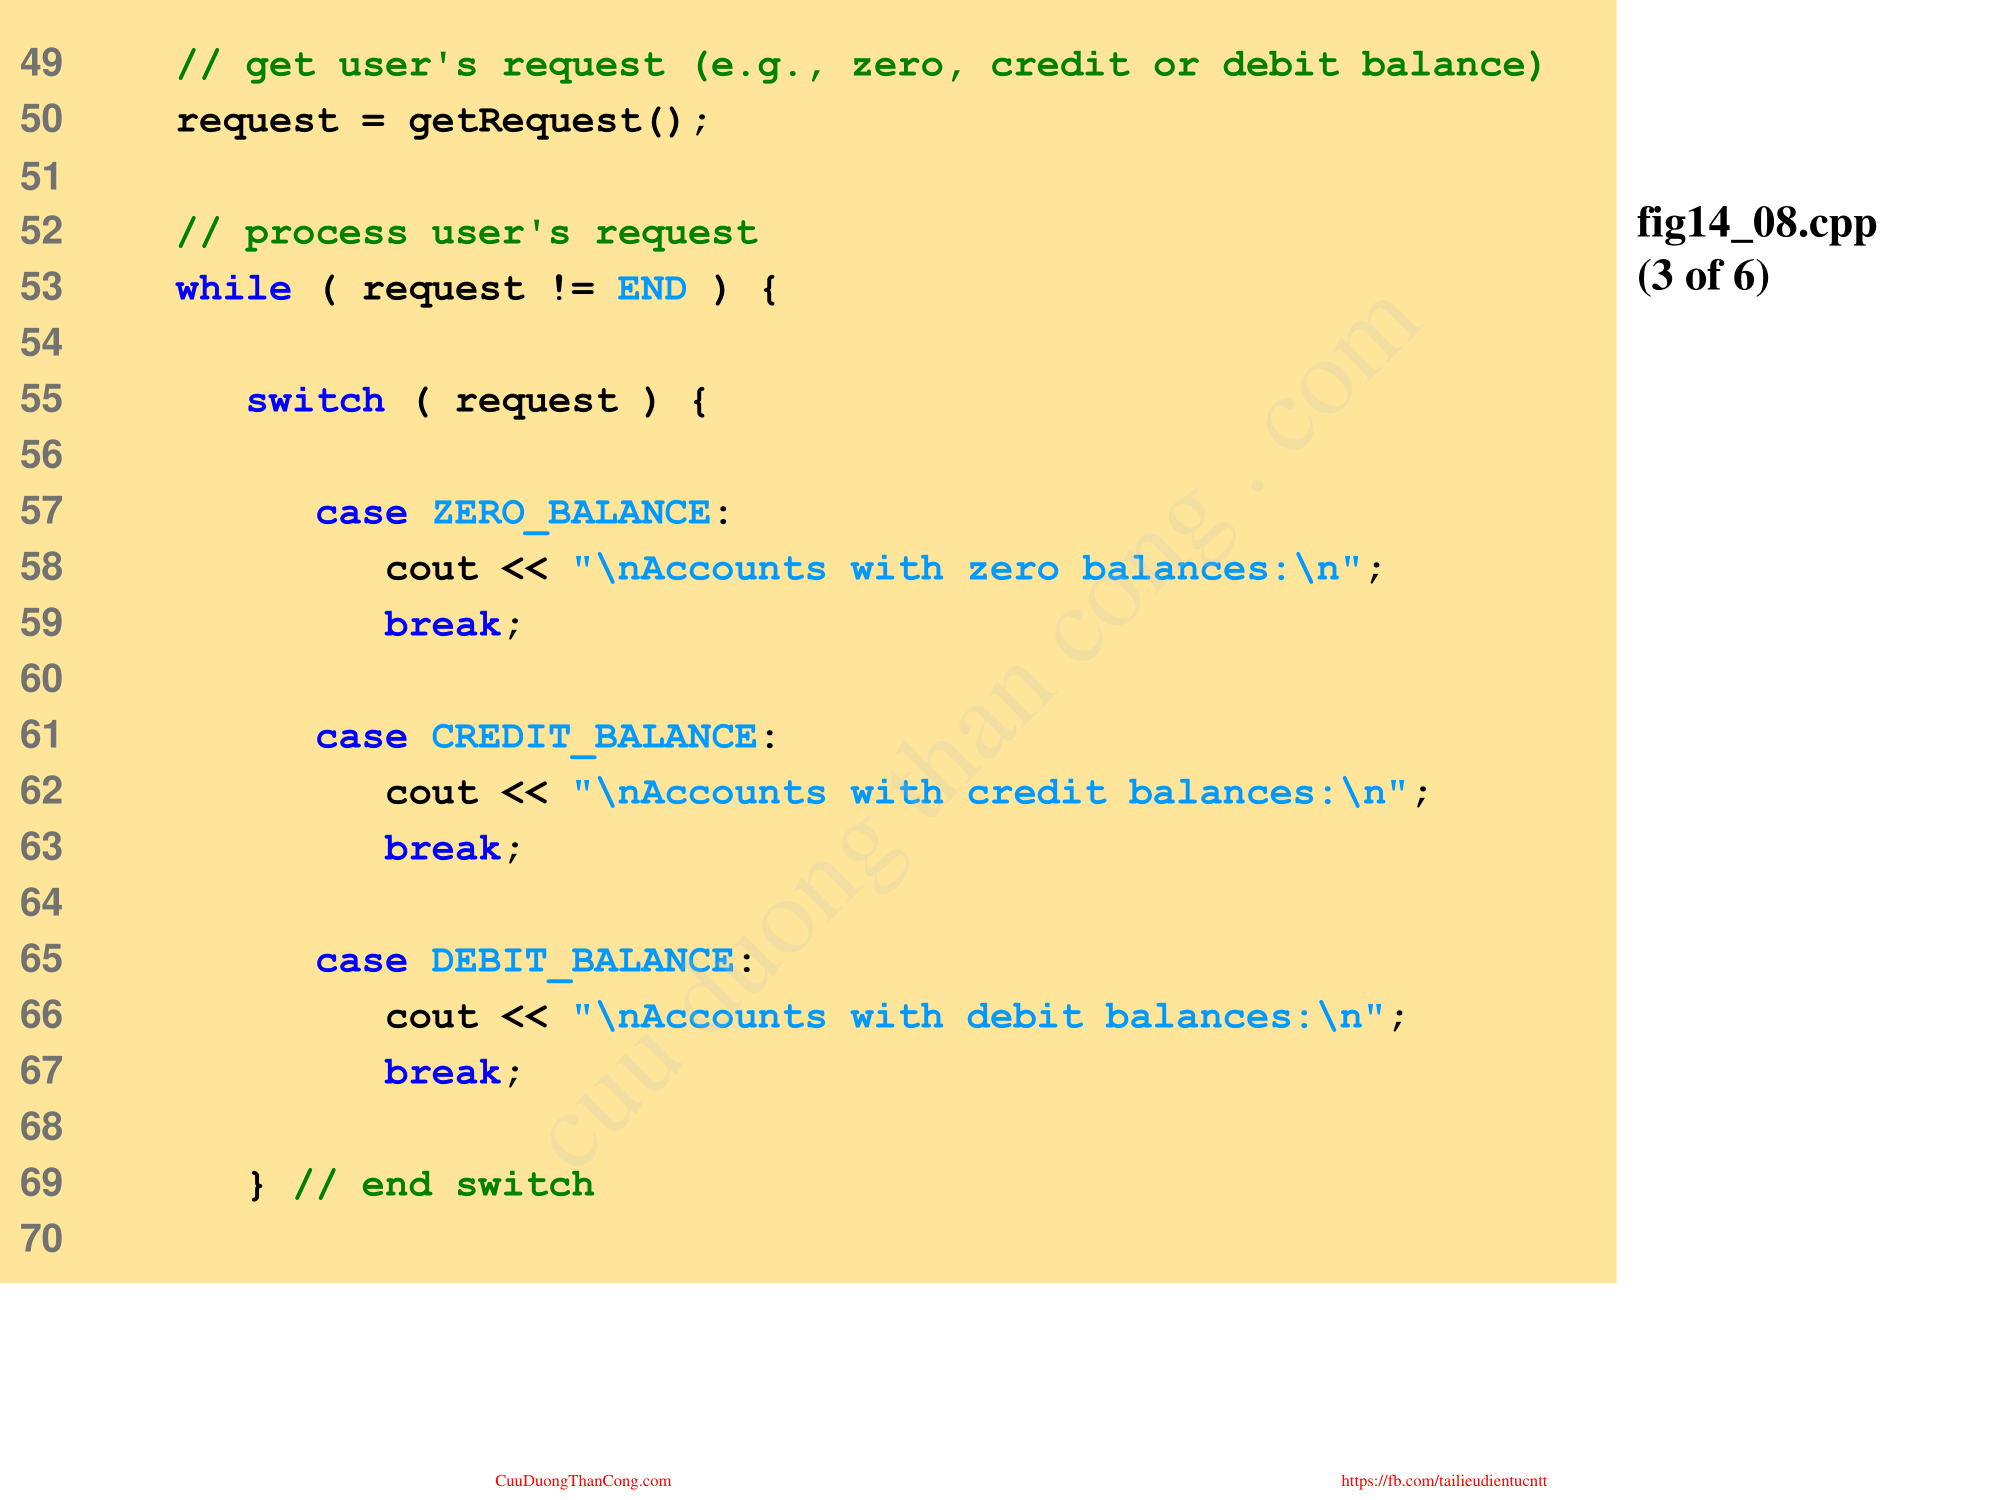 49 // get user's request (e.g., zero, credit or debit balance)
50 request = getRequest();
51
52 // process user's request
53 while ( request != END ) {
54
55 switch ( request ) {
56
57 case ZERO_BALANCE:
58 cout << "\nAccounts with zero balances:\n";
59 break;
60
61 case CREDIT_BALANCE:
62 cout << "\nAccounts with credit balances:\n";
63 break;
64
65 case DEBIT_BALANCE:
66 cout << "\nAccounts with debit balances:\n";
67 break;
68
69 } // end switch
70
fig14_08.cpp
(3 of 6)
cuu duong than cong . com
CuuDuongThanCong.com
https://fb.com/tailieudientucntt